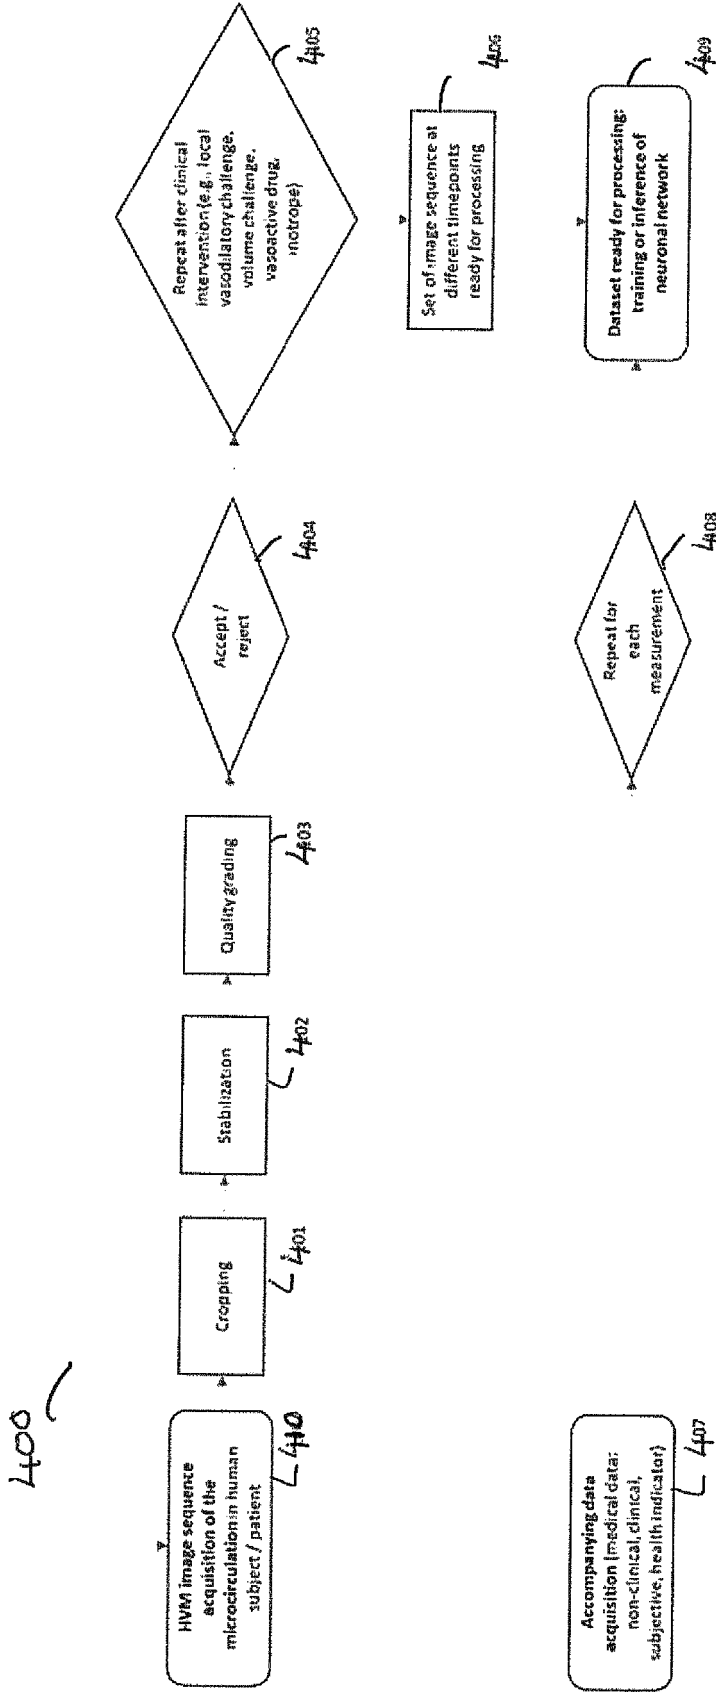 400
HVM image sequence
acquisition of the
microcirculation in human
subject / patient
410
Cropping
401
Stabilization
402
Quality grading
403
Accept /
reject
404
Repeat after clinical
intervention (e.g., local
vasodilatory challenge,
volume challenge,
vasoactive drug,
inotrope)
405
Set of image sequence at
different timepoints
ready for processing
406
Accompanying data
acquisition (medical data:
non-clinical, clinical,
subjective, health indicator)
407
Repeat for
each
measurement
408
Dataset ready for processing:
training or inference of
neuronal network
409